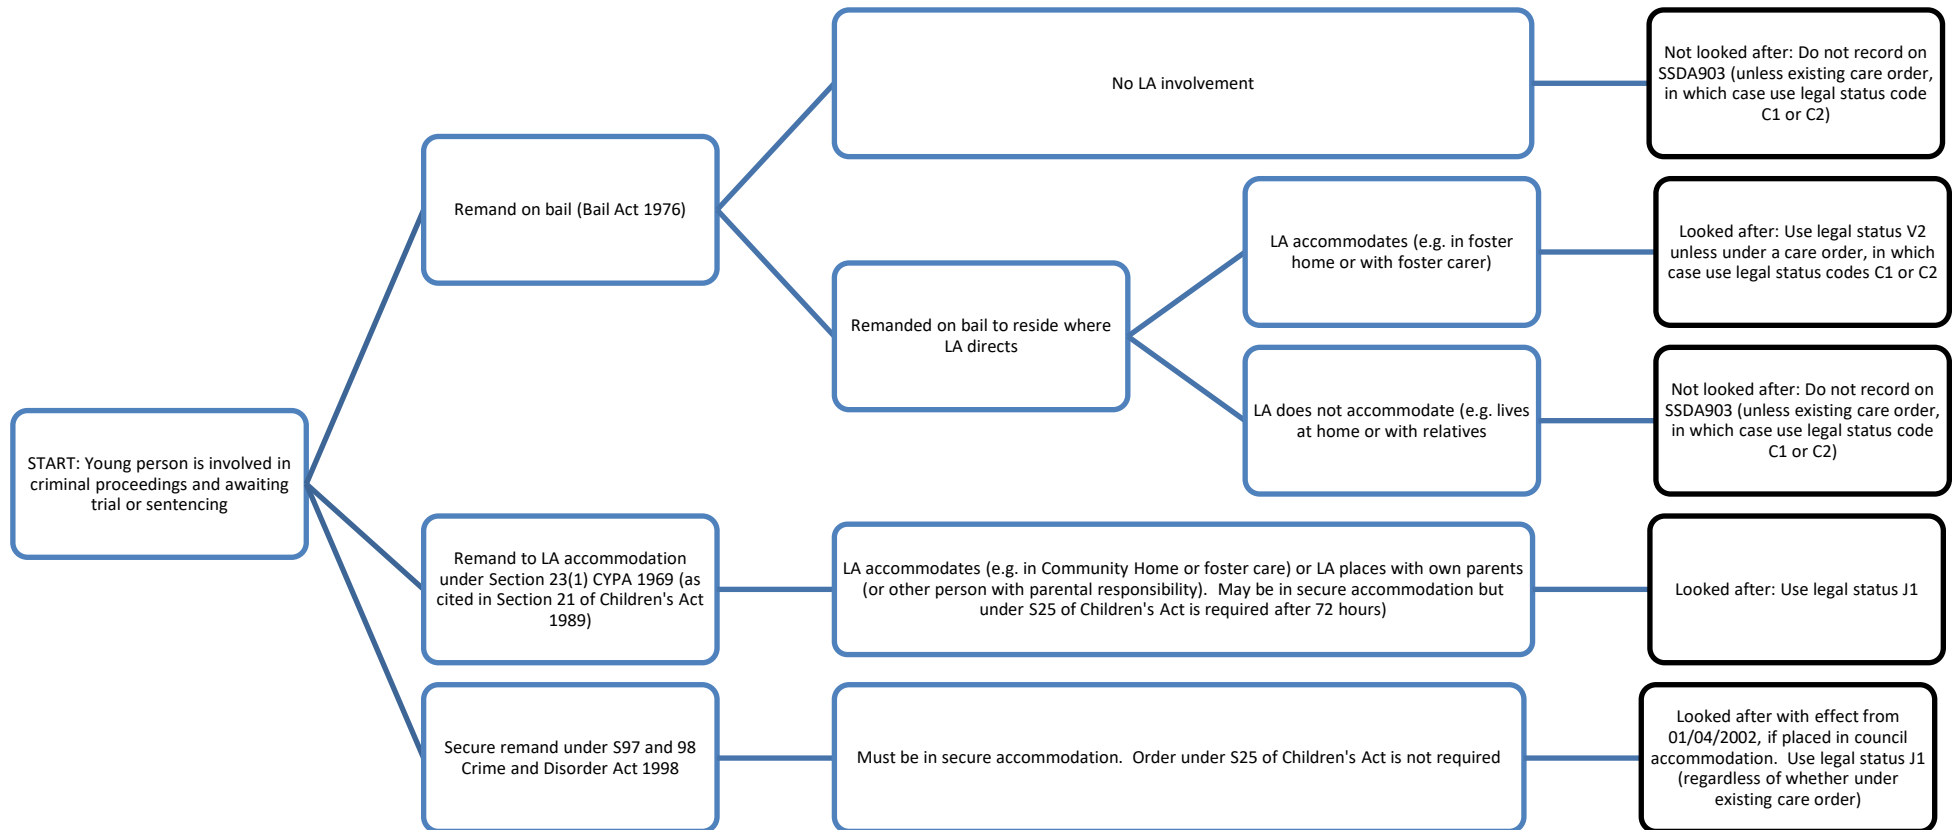 START: Young person is involved in
criminal proceedings and awaiting
trial or sentencing
Remand on bail (Bail Act 1976)
No LA involvement
Not looked after: Do not record on
SSDA903 (unless existing care order,
in which case use legal status code
C1 or C2)
Remanded on bail to reside where
LA directs
LA accommodates (e.g. in foster
home or with foster carer)
Looked after: Use legal status V2
unless under a care order, in which
case use legal status codes C1 or C2
LA does not accommodate (e.g. lives
at home or with relatives
Not looked after: Do not record on
SSDA903 (unless existing care order,
in which case use legal status code
C1 or C2)
Remand to LA accommodation
under Section 23(1) CYPA 1969 (as
cited in Section 21 of Children's Act
1989)
LA accommodates (e.g. in Community Home or foster care) or LA places with own parents
(or other person with parental responsibility).  May be in secure accommodation but
under S25 of Children's Act is required after 72 hours)
Looked after: Use legal status J1
Secure remand under S97 and 98
Crime and Disorder Act 1998
Must be in secure accommodation.  Order under S25 of Children's Act is not required
Looked after with effect from
01/04/2002, if placed in council
accommodation.  Use legal status J1
(regardless of whether under
existing care order)